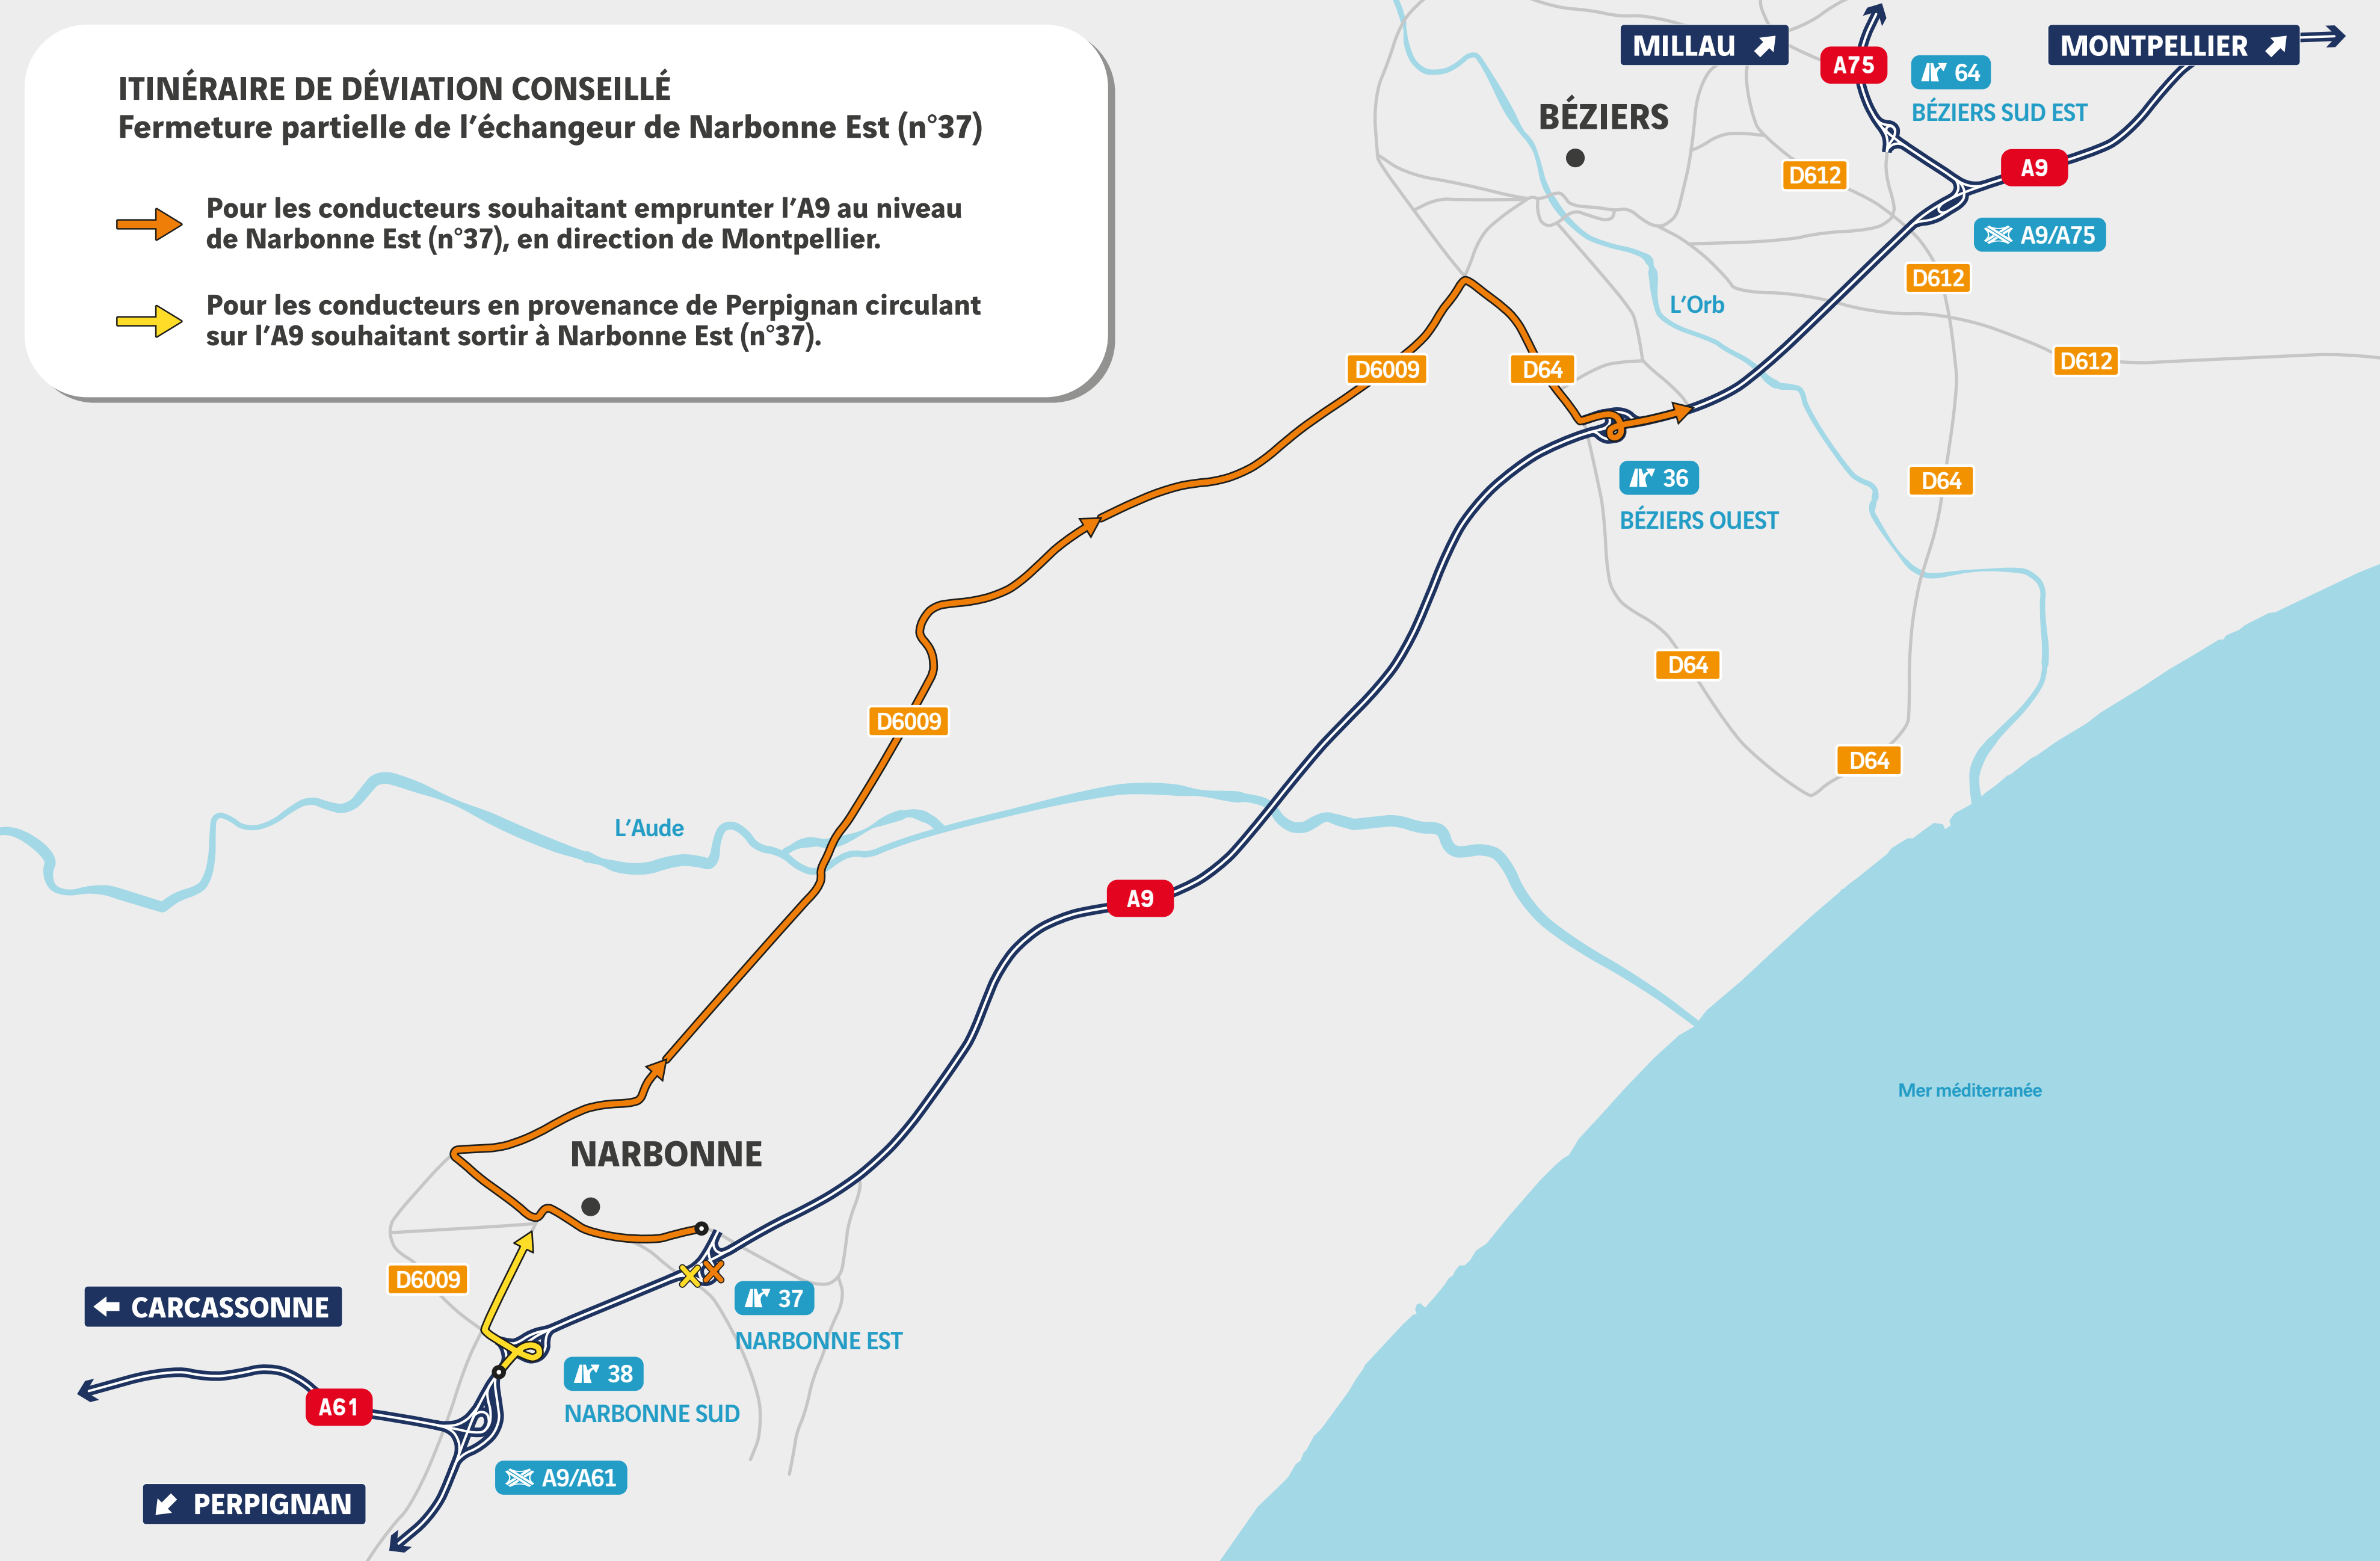 ITINÉRAIRE DE DÉVIATION CONSEILLÉ
Fermeture partielle de l'échangeur de Narbonne Est (n°37)
Pour les conducteurs souhaitant emprunter l'A9 au niveau
de Narbonne Est (n°37), en direction de Montpellier.
Pour les conducteurs en provenance de Perpignan circulant
sur l'A9 souhaitant sortir à Narbonne Est (n°37).
MILLAU
A75
64
BÉZIERS SUD EST
MONTPELLIER
BÉZIERS
D612
A9
A9/A75
D612
L'Orb
D612
D6009
D64
36
BÉZIERS OUEST
D64
D64
D6009
D64
L'Aude
A9
Mer méditerranée
NARBONNE
D6009
37
NARBONNE EST
CARCASSONNE
38
NARBONNE SUD
A61
A9/A61
PERPIGNAN